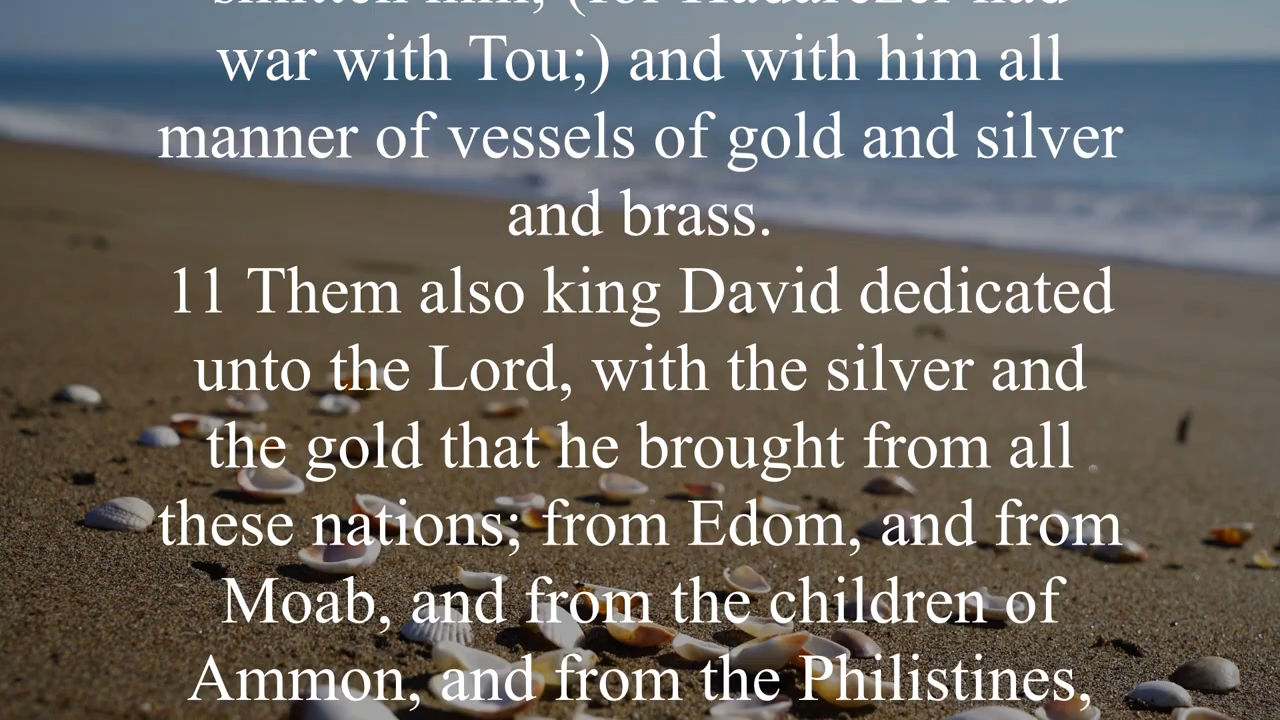 smitten him, (for Hadarezer had
war with Tou;) and with him all
manner of vessels of gold and silver
and brass.
11 Them also king David dedicated
unto the Lord, with the silver and
the gold that he brought from all
these nations; from Edom, and from
Moab, and from the children of
Ammon, and from the Philistines,